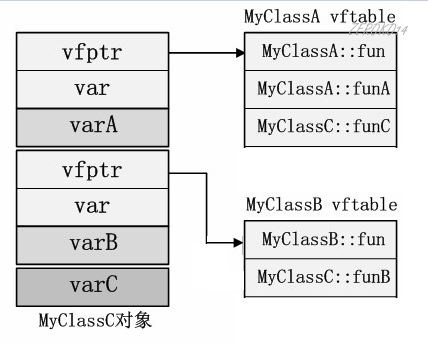 MyClassA vftable
ZEROKO14
vfptr
var
varA
MyClassA::fun
MyClassA::funA
MyClassC::funC
vfptr
var
varB
varC
MyClassB vftable
MyClassB::fun
MyClassC::funB
MyClassC对象